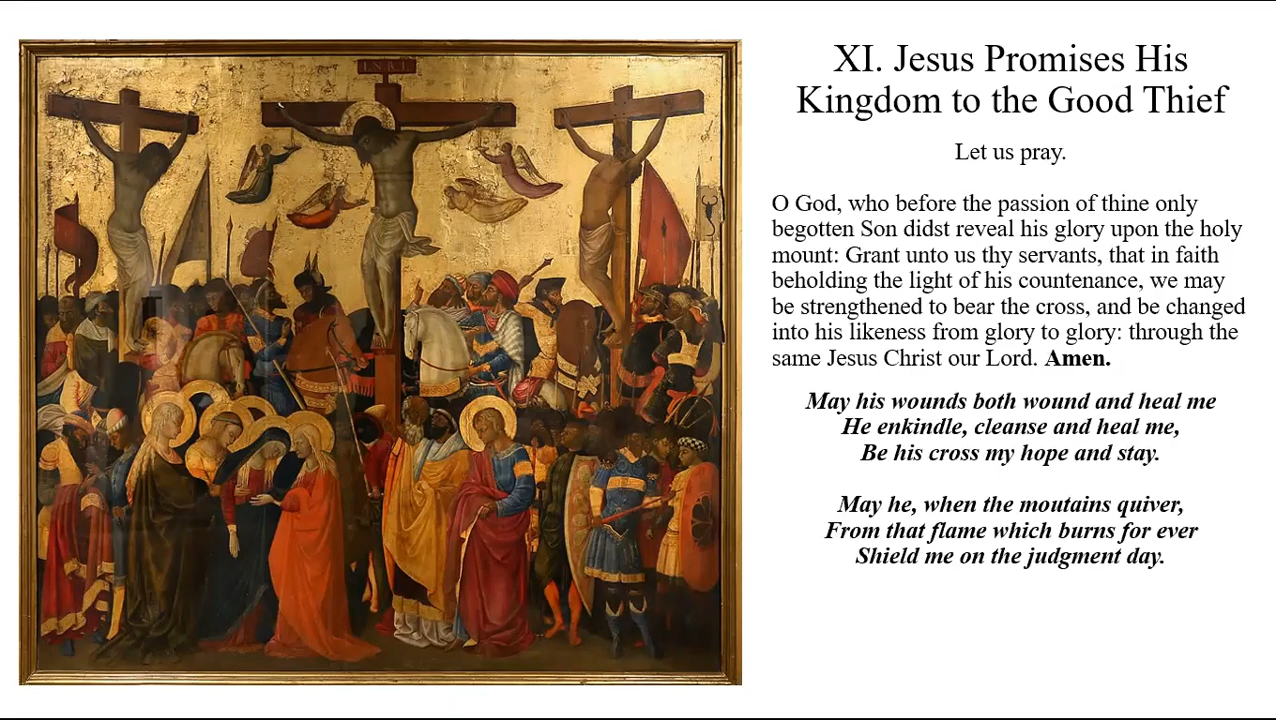 INRI
XI. Jesus Promises His
Kingdom to the Good Thief
Let us pray.
O God, who before the passion of thine only
begotten Son didst reveal his glory upon the holy
mount: Grant unto us thy servants, that in faith
beholding the light of his countenance, we may
be strengthened to bear the cross, and be changed
into his likeness from glory to glory: through the
same Jesus Christ our Lord. Amen.
May his wounds both wound and heal me
He enkindle, cleanse and heal me,
Be his cross my hope and stay.
May he, when the moutains quiver,
From that flame which burns for ever
Shield me on the judgment day.